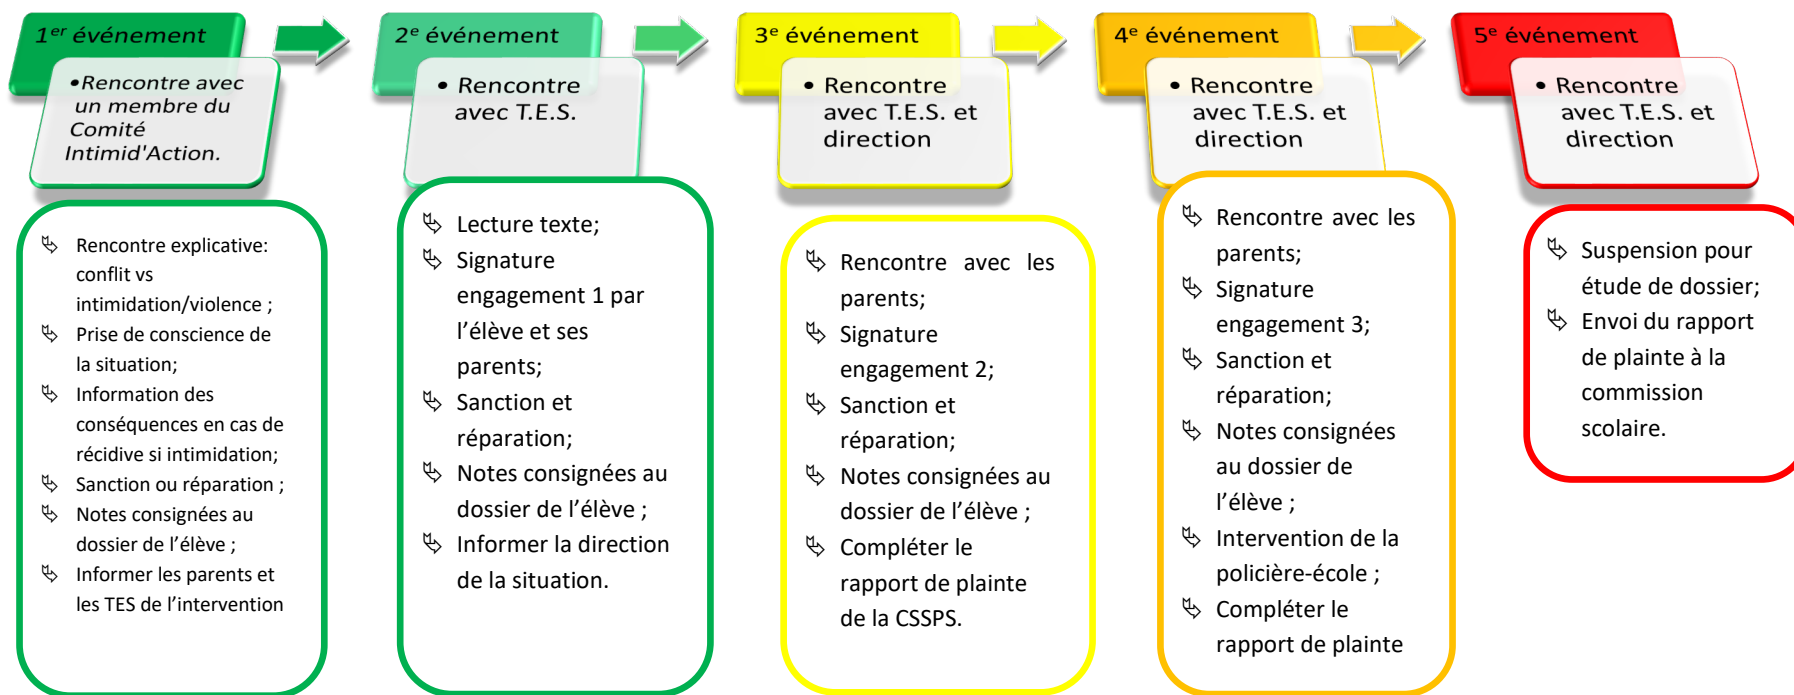 1er événement
•Rencontre avec
un membre du
Comité
Intimid'Action.
Rencontre explicative:
conflit vs
intimidation/violence ;
Prise de conscience de
la situation;
Information des
conséquences en cas de
récidive si intimidation;
Sanction ou réparation ;
Notes consignées au
dossier de l’élève ;
Informer les parents et
les TES de l’intervention
2e événement
• Rencontre
avec T.E.S.
Lecture texte;
Signature
engagement 1 par
l’élève et ses
parents;
Sanction et
réparation;
Notes consignées au
dossier de l’élève ;
Informer la direction
de la situation.
3e événement
• Rencontre
avec T.E.S. et
direction
Rencontre avec les
parents;
Signature
engagement 2;
Sanction et
réparation;
Notes consignées au
dossier de l’élève ;
Compléter le
rapport de plainte
de la CSSPS.
4e événement
• Rencontre
avec T.E.S. et
direction
Rencontre avec les
parents;
Signature
engagement 3;
Sanction et
réparation;
Notes consignées
au dossier de
l’élève ;
Intervention de la
policière-école ;
Compléter le
rapport de plainte
5e événement
• Rencontre
avec T.E.S. et
direction
Suspension pour
étude de dossier;
Envoi du rapport
de plainte à la
commission
scolaire.